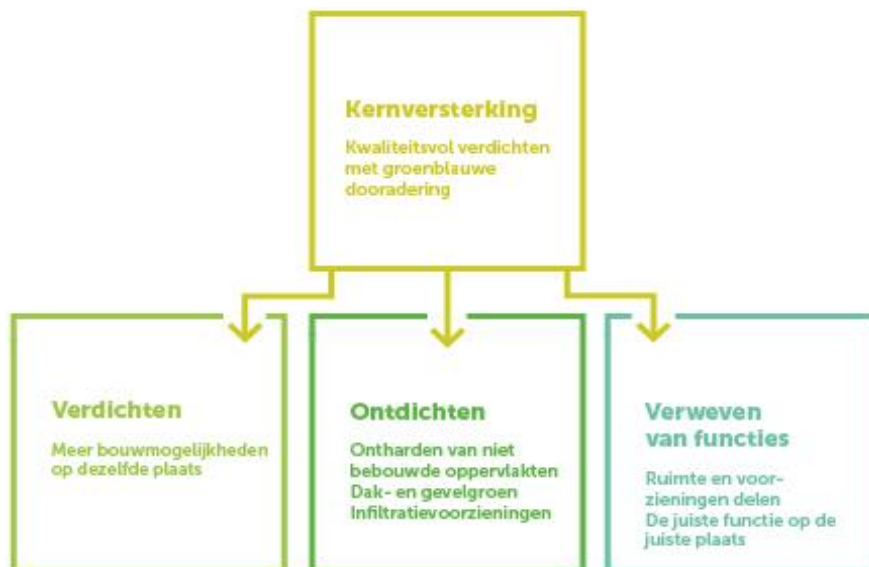 Kernversterking
Kwaliteitsvol verdichten
met groenblauwe
dooradering
Verdichten
Meer bouwmogelijkheden
op dezelfde plaats
Ontdichten
Ontharden van niet
bebouwde oppervlakten
Dak- en gevelgroen
Infiltratievoorzieningen
Verweven
van functies
Ruimte en voor-
zieningen delen
De juiste functie op de
juiste plaats